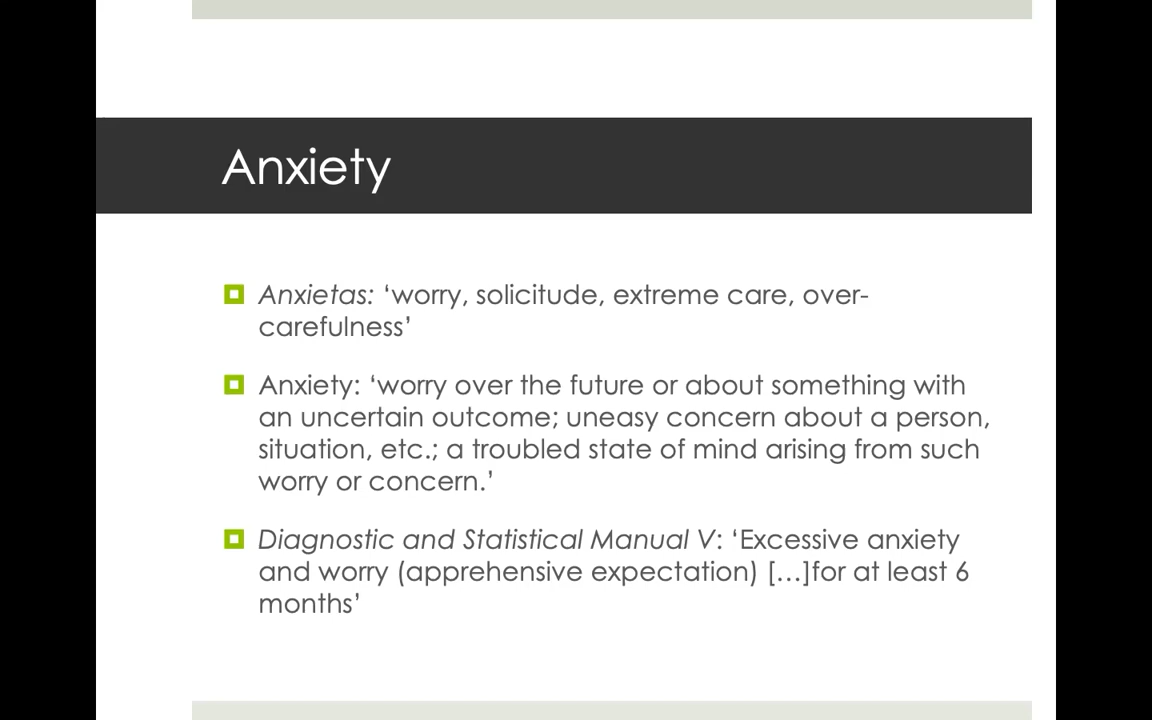 Anxiety
Anxietas: ‘worry, solicitude, extreme care, over-
carefulness’
Anxiety: ‘worry over the future or about something with
an uncertain outcome; uneasy concern about a person,
situation, etc.; a troubled state of mind arising from such
worry or concern.’
Diagnostic and Statistical Manual V: ‘Excessive anxiety
and worry (apprehensive expectation) […]for at least 6
months’